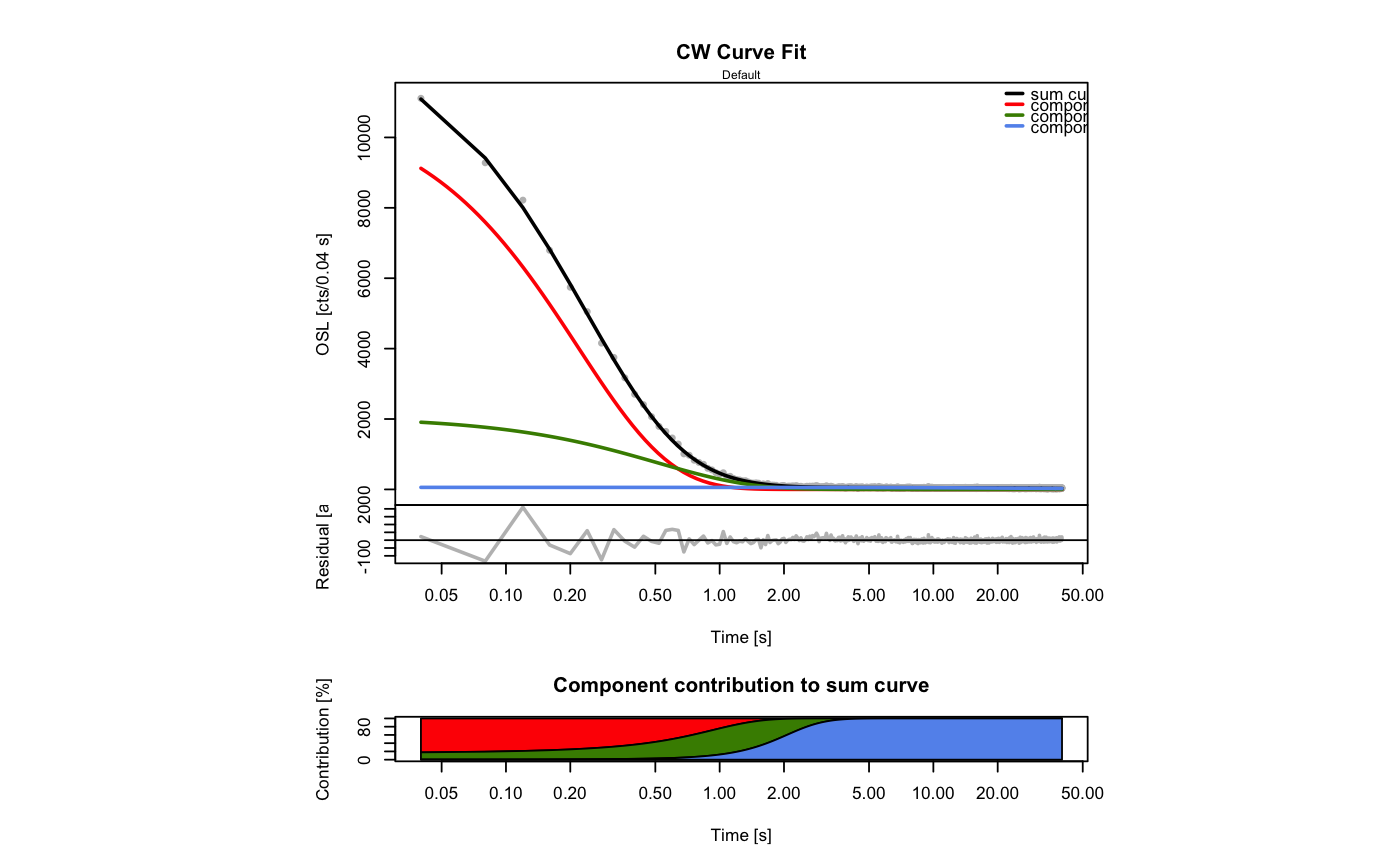 CW Curve Fit
Default
sum cu
compor
compor
compor
OSL [cts/0.04 s]
10000
8000
6000
4000
2000
0
Residual [a
2000
-100
0.05 0.10 0.20 0.50 1.00 2.00 5.00 10.00 20.00 50.00
Time [s]
Component contribution to sum curve
Contribution [%]
80
0
0.05 0.10 0.20 0.50 1.00 2.00 5.00 10.00 20.00 50.00
Time [s]